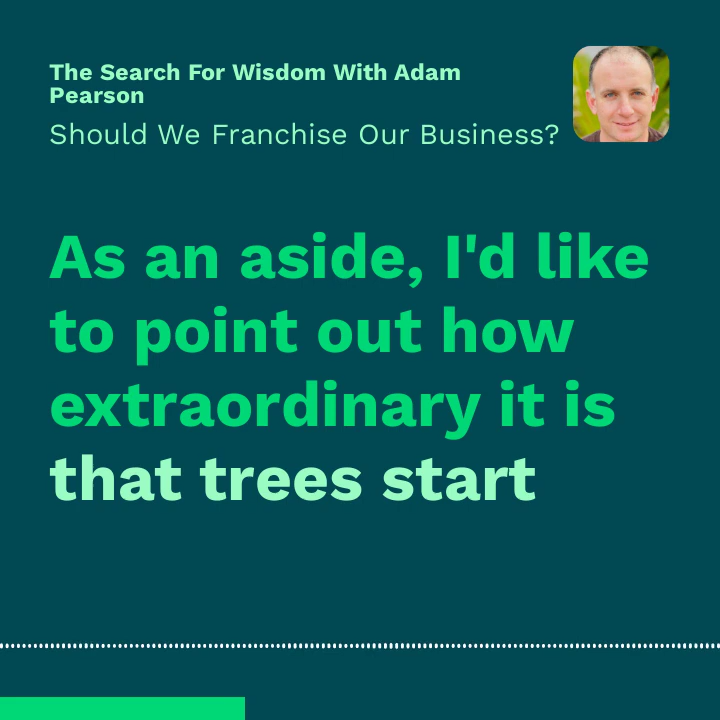 The Search For Wisdom With Adam
Pearson
Should We Franchise Our Business?
As an aside, I'd like
to point out how
extraordinary it is
that trees start